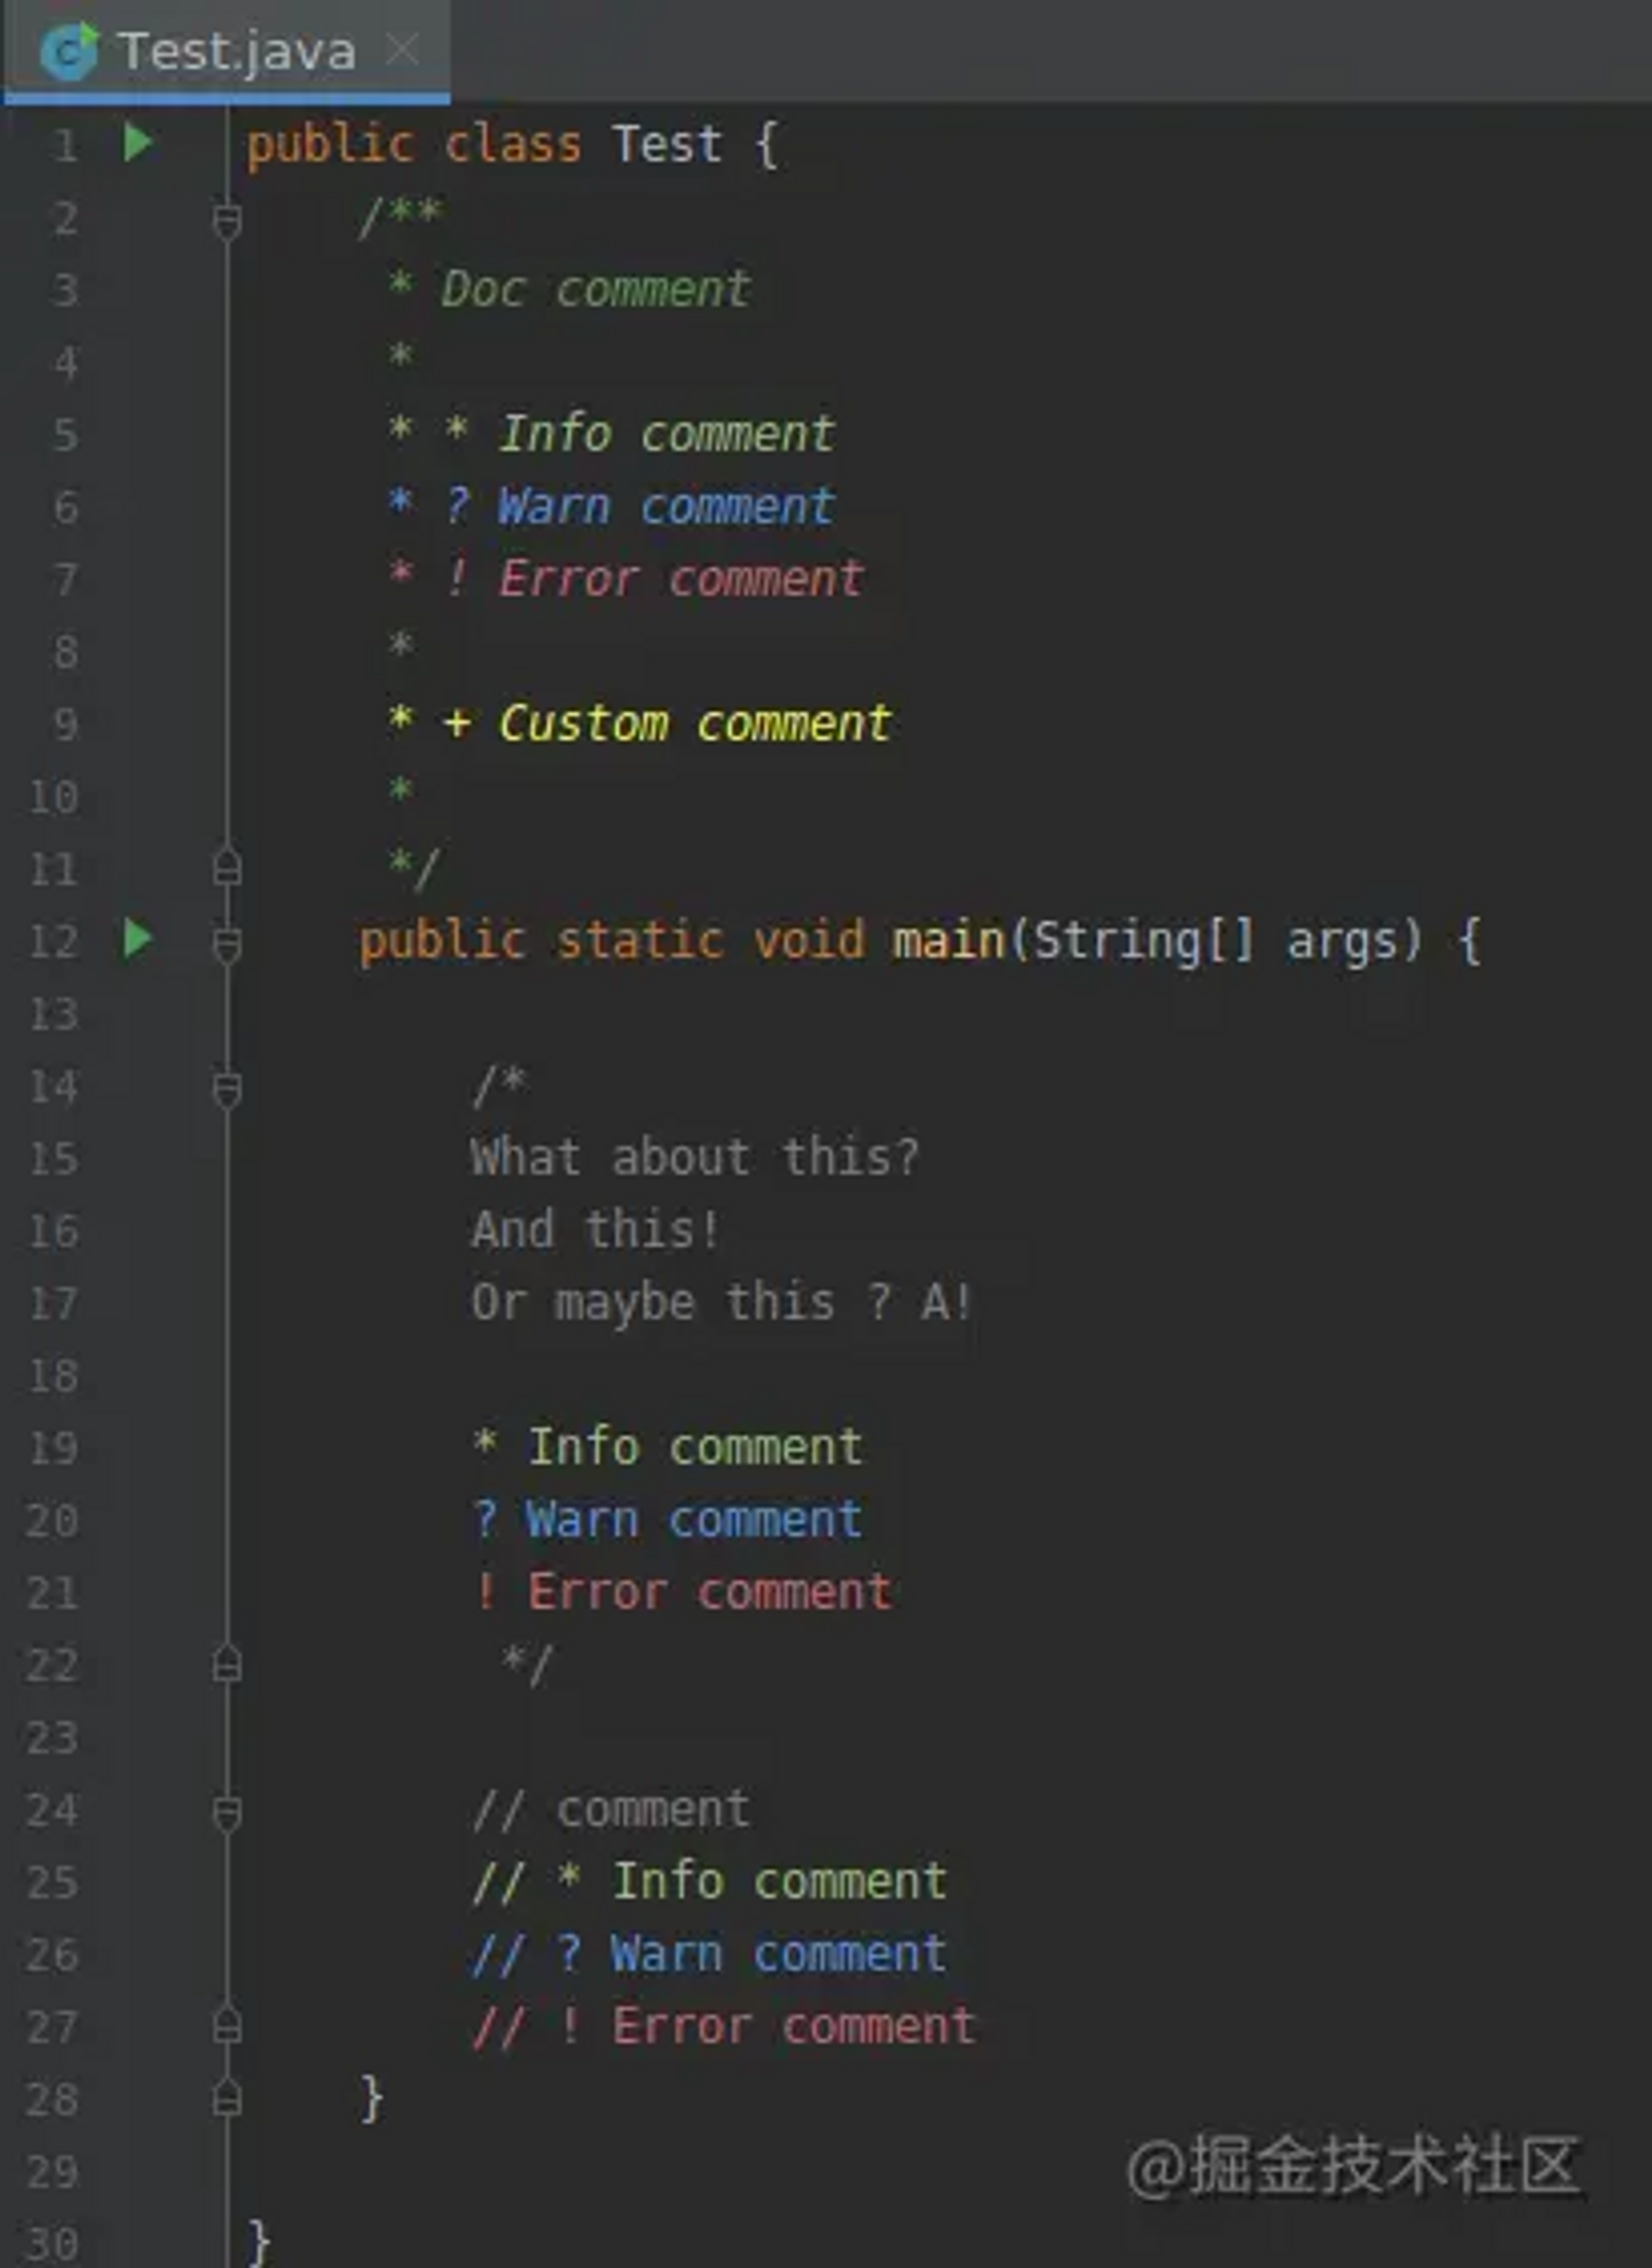 Test.java
1 public class Test {
2     /**
3      * Doc comment
4      *
5      * * Info comment
6      * ? Warn comment
7      * ! Error comment
8      *
9      * + Custom comment
10      *
11      */
12     public static void main(String[] args) {
13
14         /*
15         What about this?
16         And this!
17         Or maybe this ? A!
18
19         * Info comment
20         ? Warn comment
21         ! Error comment
22          */
23
24         // comment
25         // * Info comment
26         // ? Warn comment
27         // ! Error comment
28     }
29
@掘金技术社区
30 }